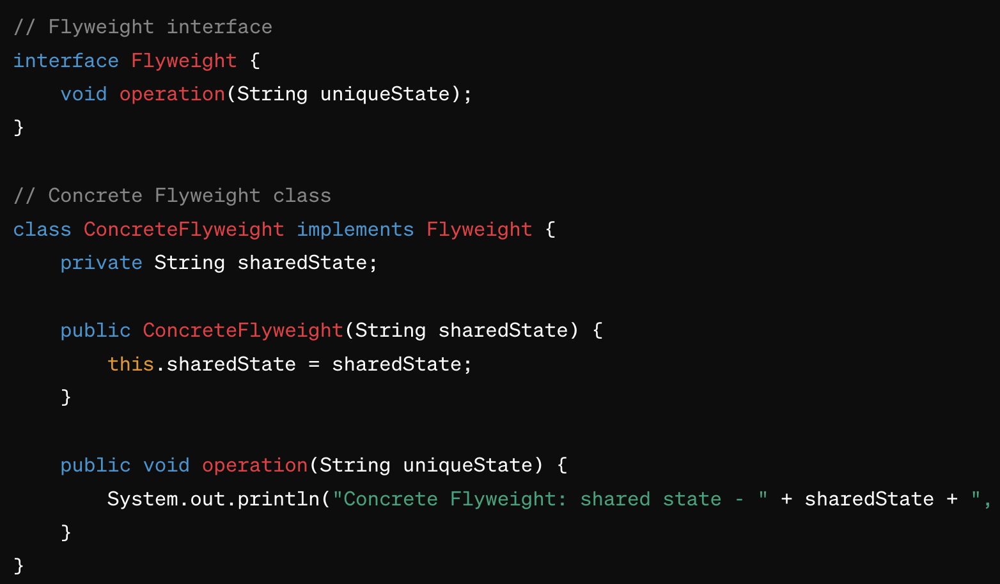 // Flyweight interface
interface Flyweight {
    void operation(String uniqueState);
}

// Concrete Flyweight class
class ConcreteFlyweight implements Flyweight {
    private String sharedState;

    public ConcreteFlyweight(String sharedState) {
        this.sharedState = sharedState;
    }

    public void operation(String uniqueState) {
        System.out.println("Concrete Flyweight: shared state - " + sharedState + ",
    }
}